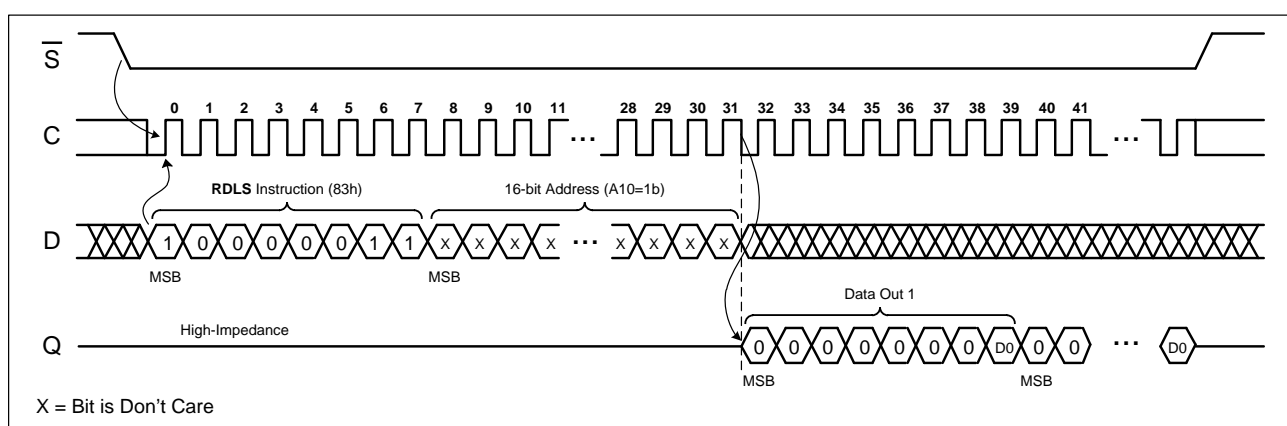 S
0 1 2 3 4 5 6 7 8 9 10 11 28 29 30 31 32 33 34 35 36 37 38 39 40 41
C ... ...
RDLS Instruction (83h) 16-bit Address (A10=1b)
D 1 0 0 0 0 0 1 1 X X X X ... X X X X
MSB MSB
Data Out 1
High-Impedance
Q 0 0 0 0 0 0 0 D0 0 0 ... D0
MSB MSB
X = Bit is Don't Care